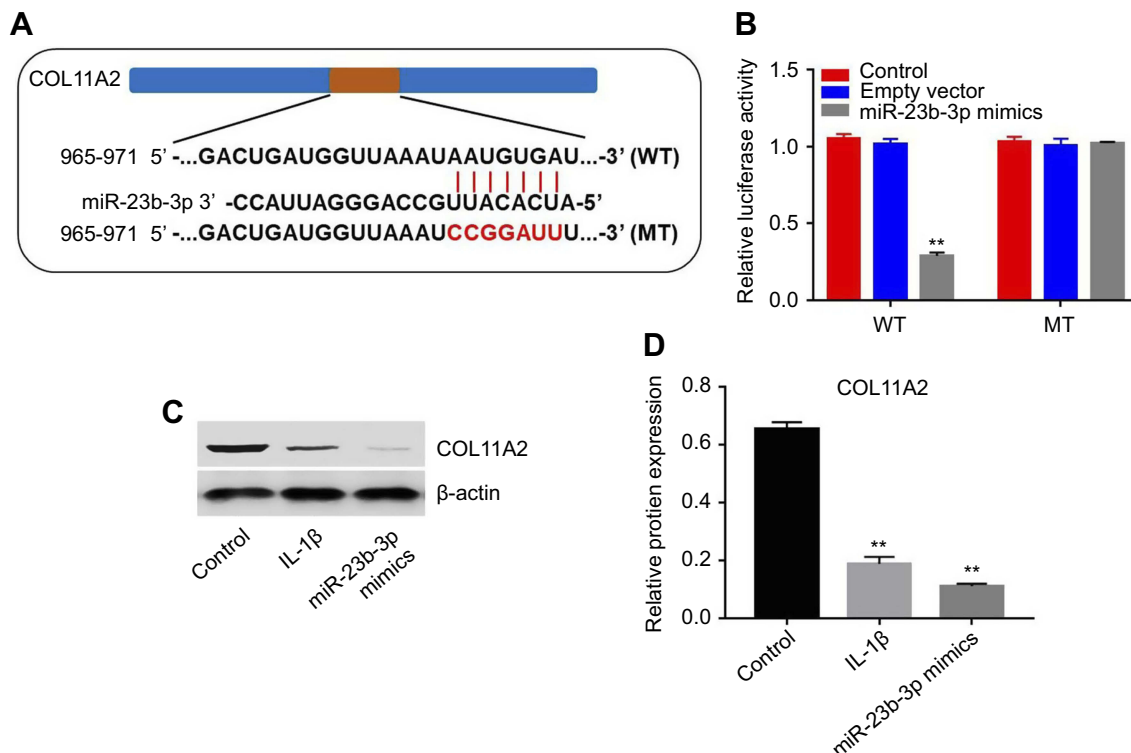 A
COL11A2
965-971 5’ -...GACUGAUGGUUAAAUAAUGUGAU...-3’ (WT)
miR-23b-3p 3’ -CCAUUAGGGACCGUUACACUA-5’
965-971 5’ -...GACUGAUGGUUAAAUCCGGAUUU...-3’ (MT)
B
Relative luciferase activity
1.5
1.0
0.5
0.0
Control
Empty vector
miR-23b-3p mimics
**
WT
MT
C
COL11A2
β-actin
Control
IL-1β
miR-23b-3p
mimics
D
COL11A2
Relative protien expression
0.8
0.6
0.4
0.2
0.0
**
**
Control
IL-1β
miR-23b-3p mimics